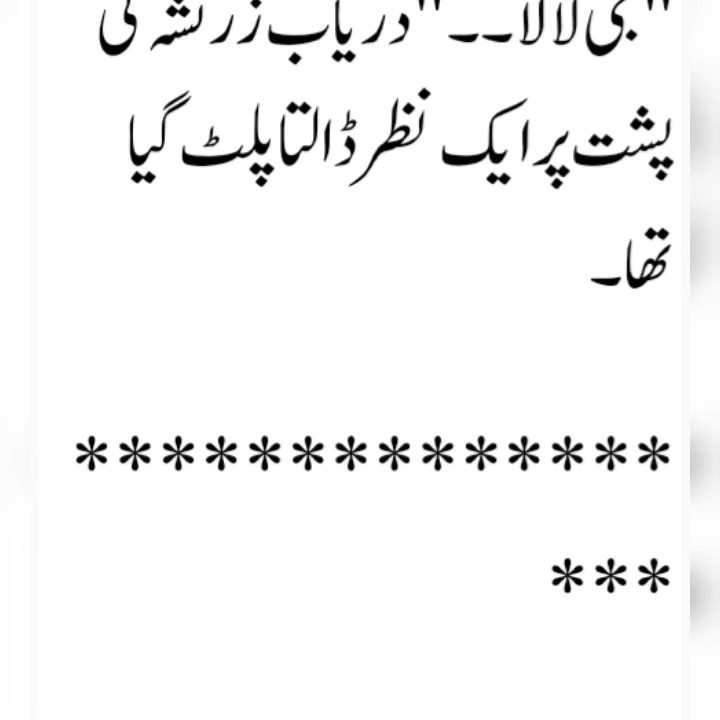 "جی لالا۔۔" دریاب زرشہ کی
پشت پر ایک نظر ڈالتا پلٹ گیا
تھا۔
**************
***